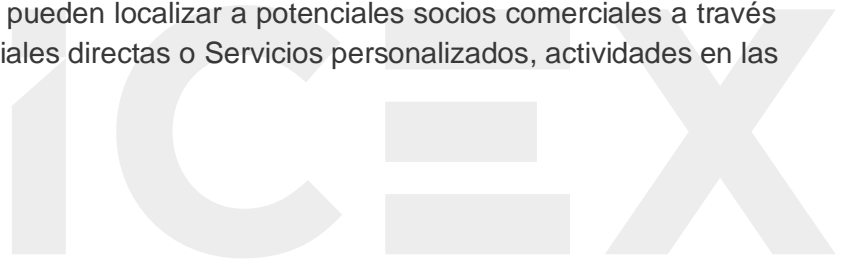 pueden localizar a potenciales socios comerciales a través
iales directas o Servicios personalizados, actividades en las
ICEX